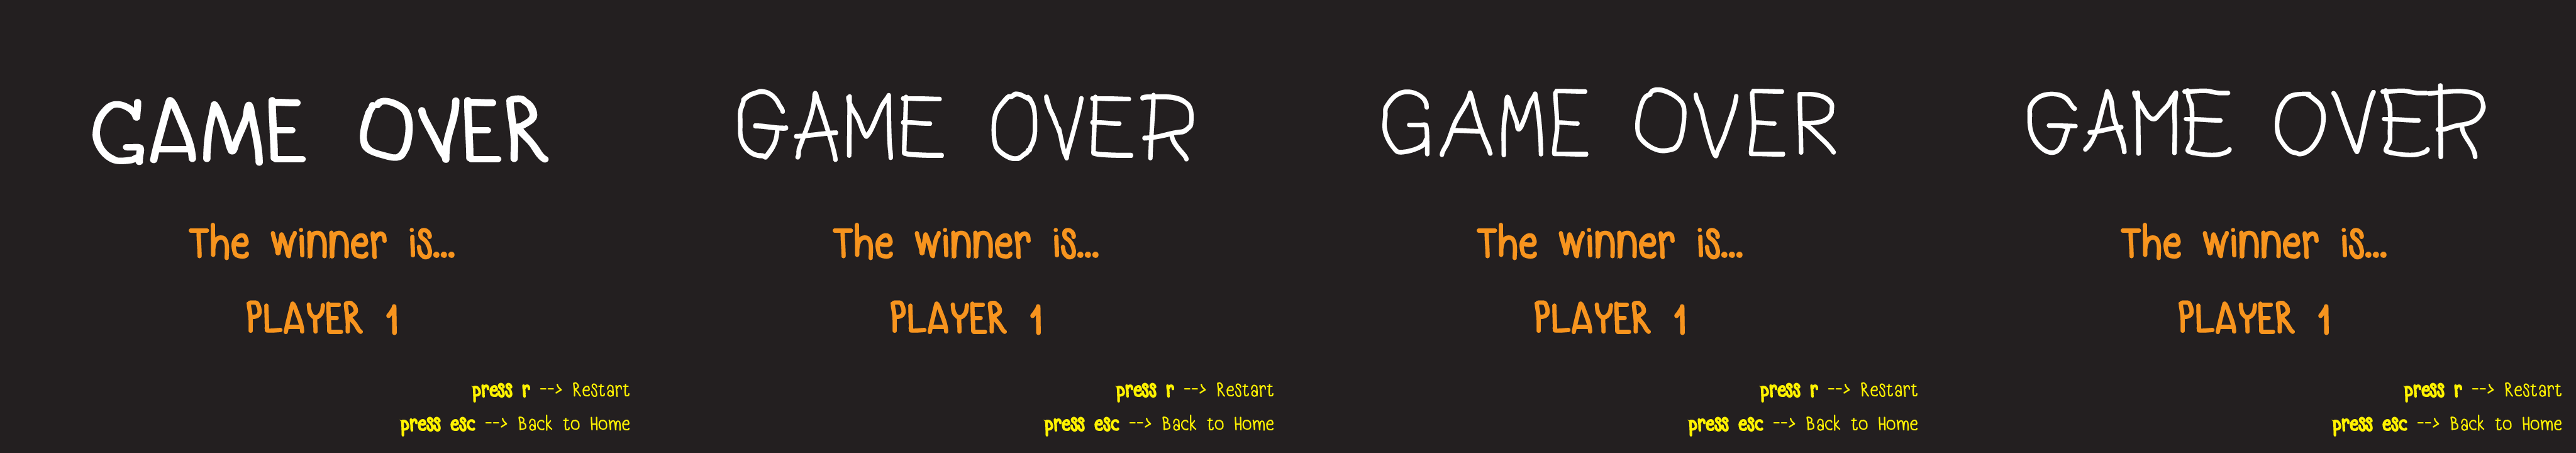 GAME OVER
The winner is...
PLAYER 1
press r --> Restart
press esc --> Back to Home
GAME OVER
The winner is...
PLAYER 1
press r --> Restart
press esc --> Back to Home
GAME OVER
The winner is...
PLAYER 1
press r --> Restart
press esc --> Back to Home
GAME OVER
The winner is...
PLAYER 1
press r --> Restart
press esc --> Back to Home